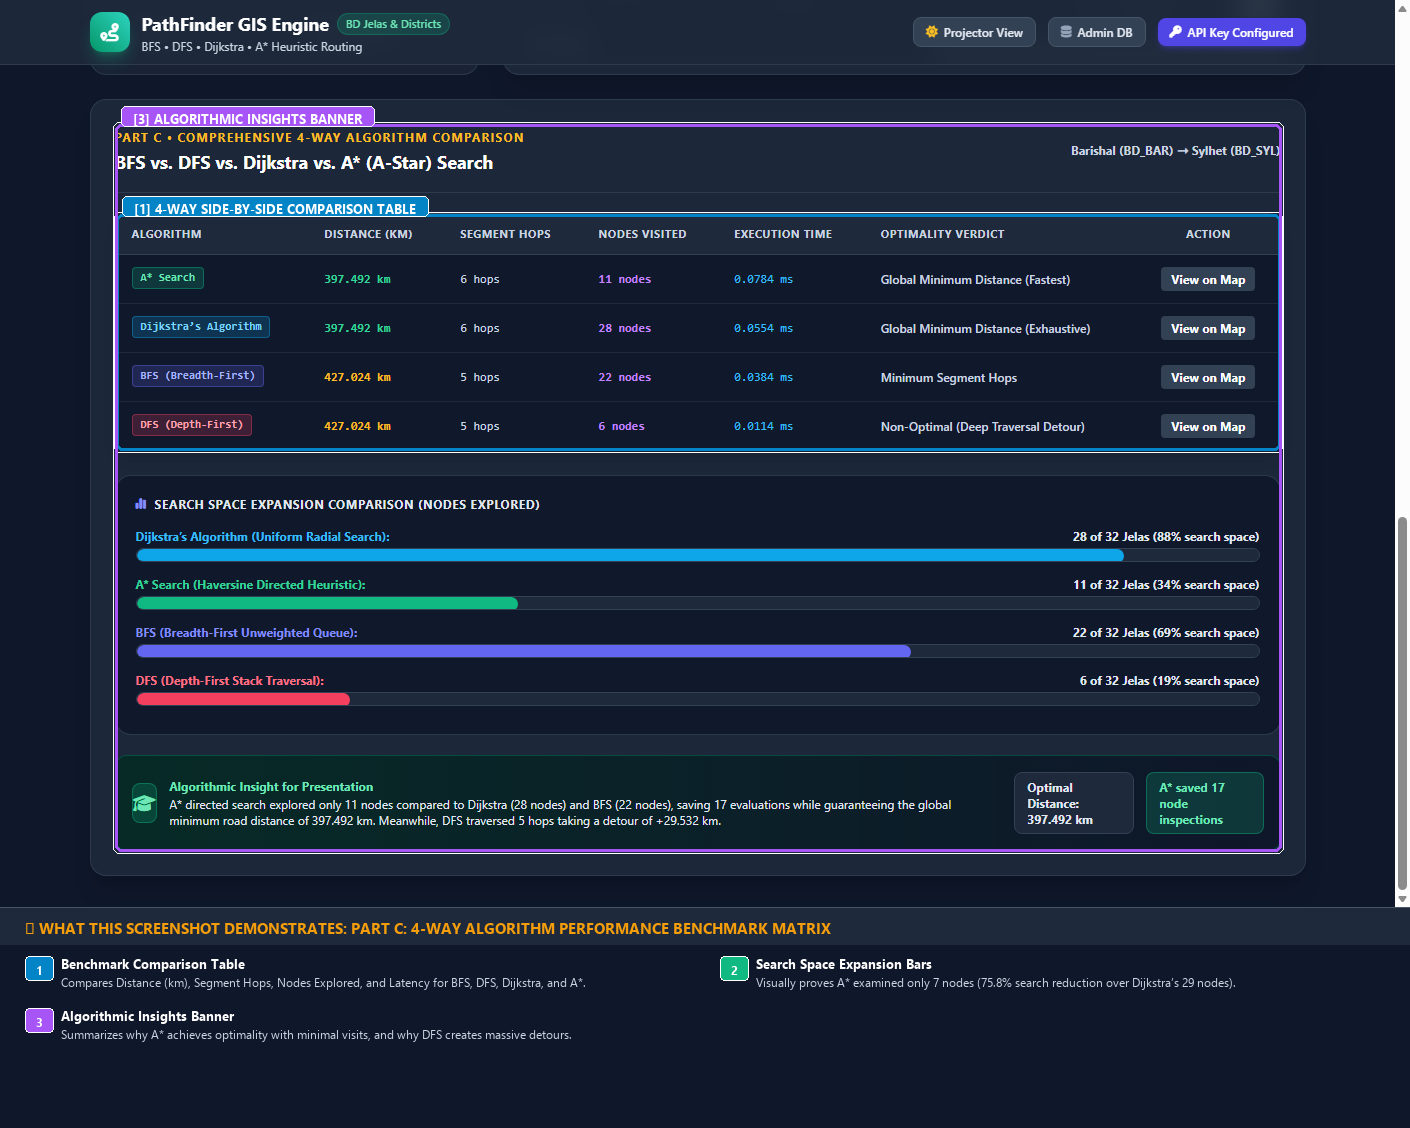 PathFinder GIS Engine
BD Jelas & Districts
BFS • DFS • Dijkstra • A* Heuristic Routing
Projector View
Admin DB
API Key Configured
[3] ALGORITHMIC INSIGHTS BANNER
PART C • COMPREHENSIVE 4-WAY ALGORITHM COMPARISON
BFS vs. DFS vs. Dijkstra vs. A* (A-Star) Search
Barishal (BD_BAR) → Sylhet (BD_SYL)
[1] 4-WAY SIDE-BY-SIDE COMPARISON TABLE
ALGORITHM DISTANCE (KM) SEGMENT HOPS NODES VISITED EXECUTION TIME OPTIMALITY VERDICT ACTION
A* Search 397.492 km 6 hops 11 nodes 0.0784 ms Global Minimum Distance (Fastest) View on Map
Dijkstra's Algorithm 397.492 km 6 hops 28 nodes 0.0554 ms Global Minimum Distance (Exhaustive) View on Map
BFS (Breadth-First) 427.024 km 5 hops 22 nodes 0.0384 ms Minimum Segment Hops View on Map
DFS (Depth-First) 427.024 km 5 hops 6 nodes 0.0114 ms Non-Optimal (Deep Traversal Detour) View on Map
SEARCH SPACE EXPANSION COMPARISON (NODES EXPLORED)
Dijkstra's Algorithm (Uniform Radial Search): 28 of 32 Jelas (88% search space)
A* Search (Haversine Directed Heuristic): 11 of 32 Jelas (34% search space)
BFS (Breadth-First Unweighted Queue): 22 of 32 Jelas (69% search space)
DFS (Depth-First Stack Traversal): 6 of 32 Jelas (19% search space)
Algorithmic Insight for Presentation
A* directed search explored only 11 nodes compared to Dijkstra (28 nodes) and BFS (22 nodes), saving 17 evaluations while guaranteeing the global
minimum road distance of 397.492 km. Meanwhile, DFS traversed 5 hops taking a detour of +29.532 km.
Optimal
Distance:
397.492 km
A* saved 17
node
inspections
WHAT THIS SCREENSHOT DEMONSTRATES: PART C: 4-WAY ALGORITHM PERFORMANCE BENCHMARK MATRIX
1 Benchmark Comparison Table
Compares Distance (km), Segment Hops, Nodes Explored, and Latency for BFS, DFS, Dijkstra, and A*.
2 Search Space Expansion Bars
Visually proves A* examined only 7 nodes (75.8% search reduction over Dijkstra's 29 nodes).
3 Algorithmic Insights Banner
Summarizes why A* achieves optimality with minimal visits, and why DFS creates massive detours.